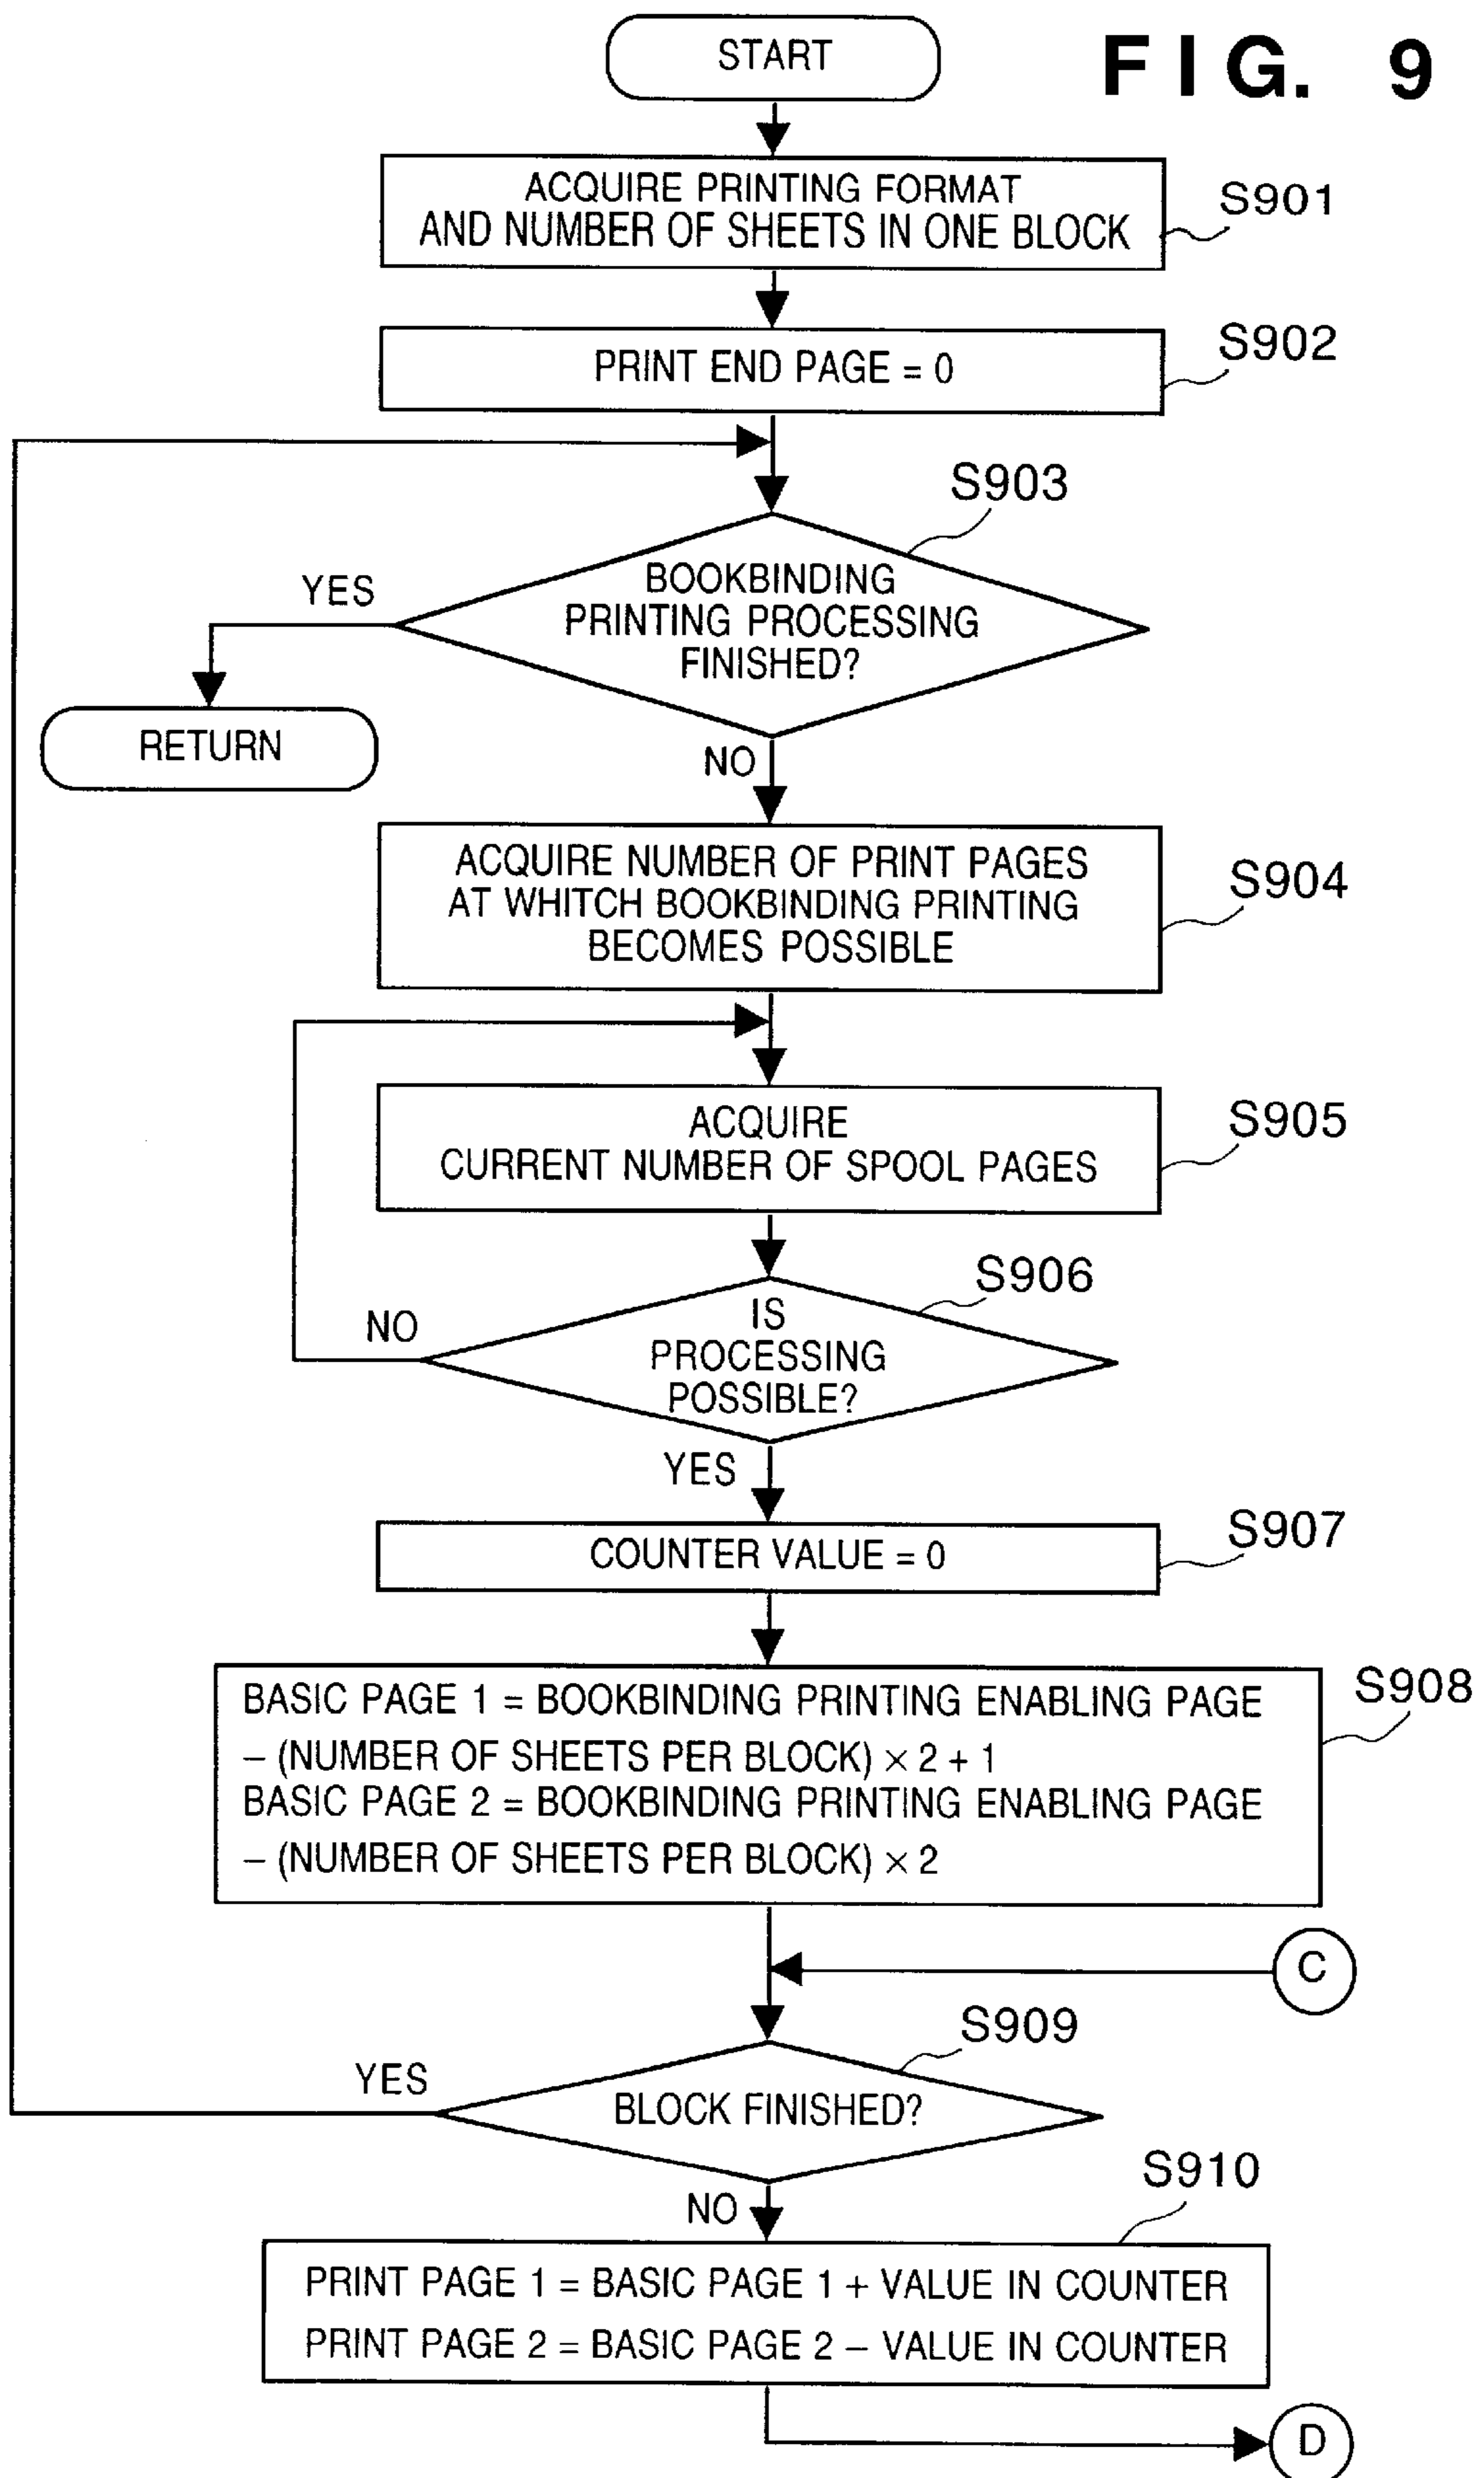 START
FIG. 9
ACQUIRE PRINTING FORMAT
AND NUMBER OF SHEETS IN ONE BLOCK
S901
PRINT END PAGE = 0
S902
S903
BOOKBINDING
PRINTING PROCESSING
FINISHED?
YES
RETURN
NO
ACQUIRE NUMBER OF PRINT PAGES
AT WHITCH BOOKBINDING PRINTING
BECOMES POSSIBLE
S904
ACQUIRE
CURRENT NUMBER OF SPOOL PAGES
S905
S906
IS
PROCESSING
POSSIBLE?
NO
YES
COUNTER VALUE = 0
S907
BASIC PAGE 1 = BOOKBINDING PRINTING ENABLING PAGE
− (NUMBER OF SHEETS PER BLOCK) × 2 + 1
BASIC PAGE 2 = BOOKBINDING PRINTING ENABLING PAGE
− (NUMBER OF SHEETS PER BLOCK) × 2
S908
C
S909
YES
BLOCK FINISHED?
NO
S910
PRINT PAGE 1 = BASIC PAGE 1 + VALUE IN COUNTER
PRINT PAGE 2 = BASIC PAGE 2 − VALUE IN COUNTER
D